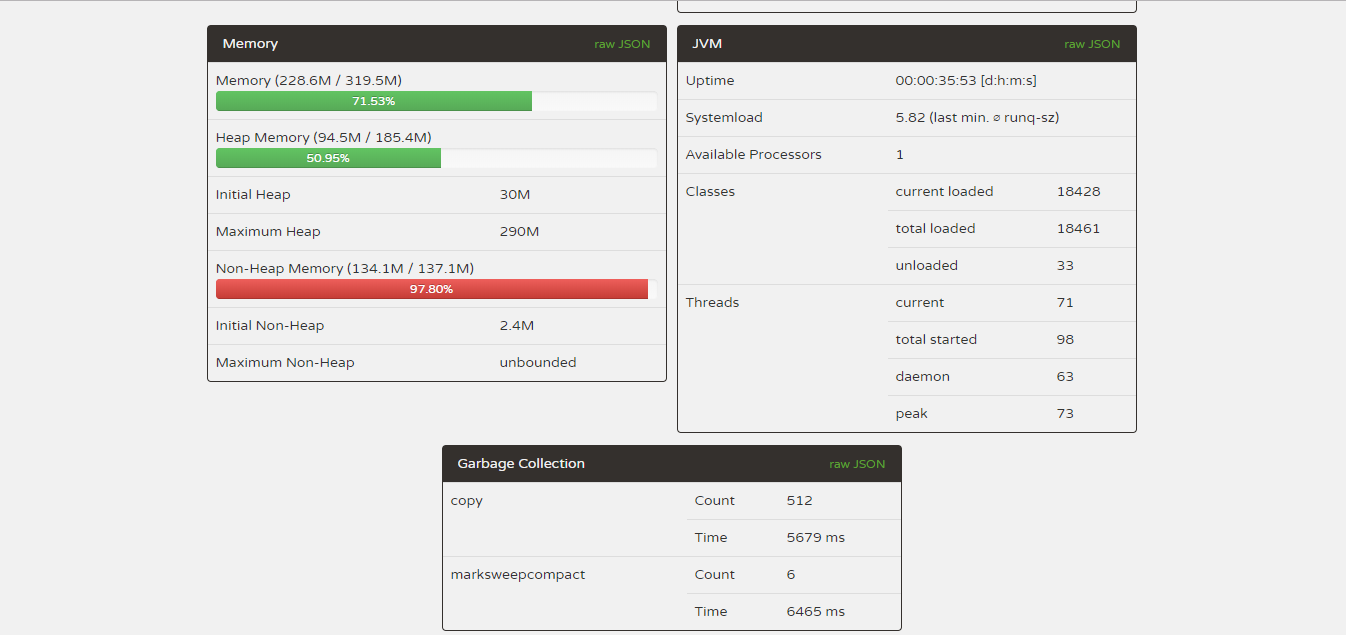 Memory raw JSON
Memory (228.6M / 319.5M)
71.53%
Heap Memory (94.5M / 185.4M)
50.95%
Initial Heap 30M
Maximum Heap 290M
Non-Heap Memory (134.1M / 137.1M)
97.80%
Initial Non-Heap 2.4M
Maximum Non-Heap unbounded
JVM raw JSON
Uptime 00:00:35:53 [d:h:m:s]
Systemload 5.82 (last min. ⌀ runq-sz)
Available Processors 1
Classes current loaded 18428
total loaded 18461
unloaded 33
Threads current 71
total started 98
daemon 63
peak 73
Garbage Collection raw JSON
copy Count 512
Time 5679 ms
marksweepcompact Count 6
Time 6465 ms